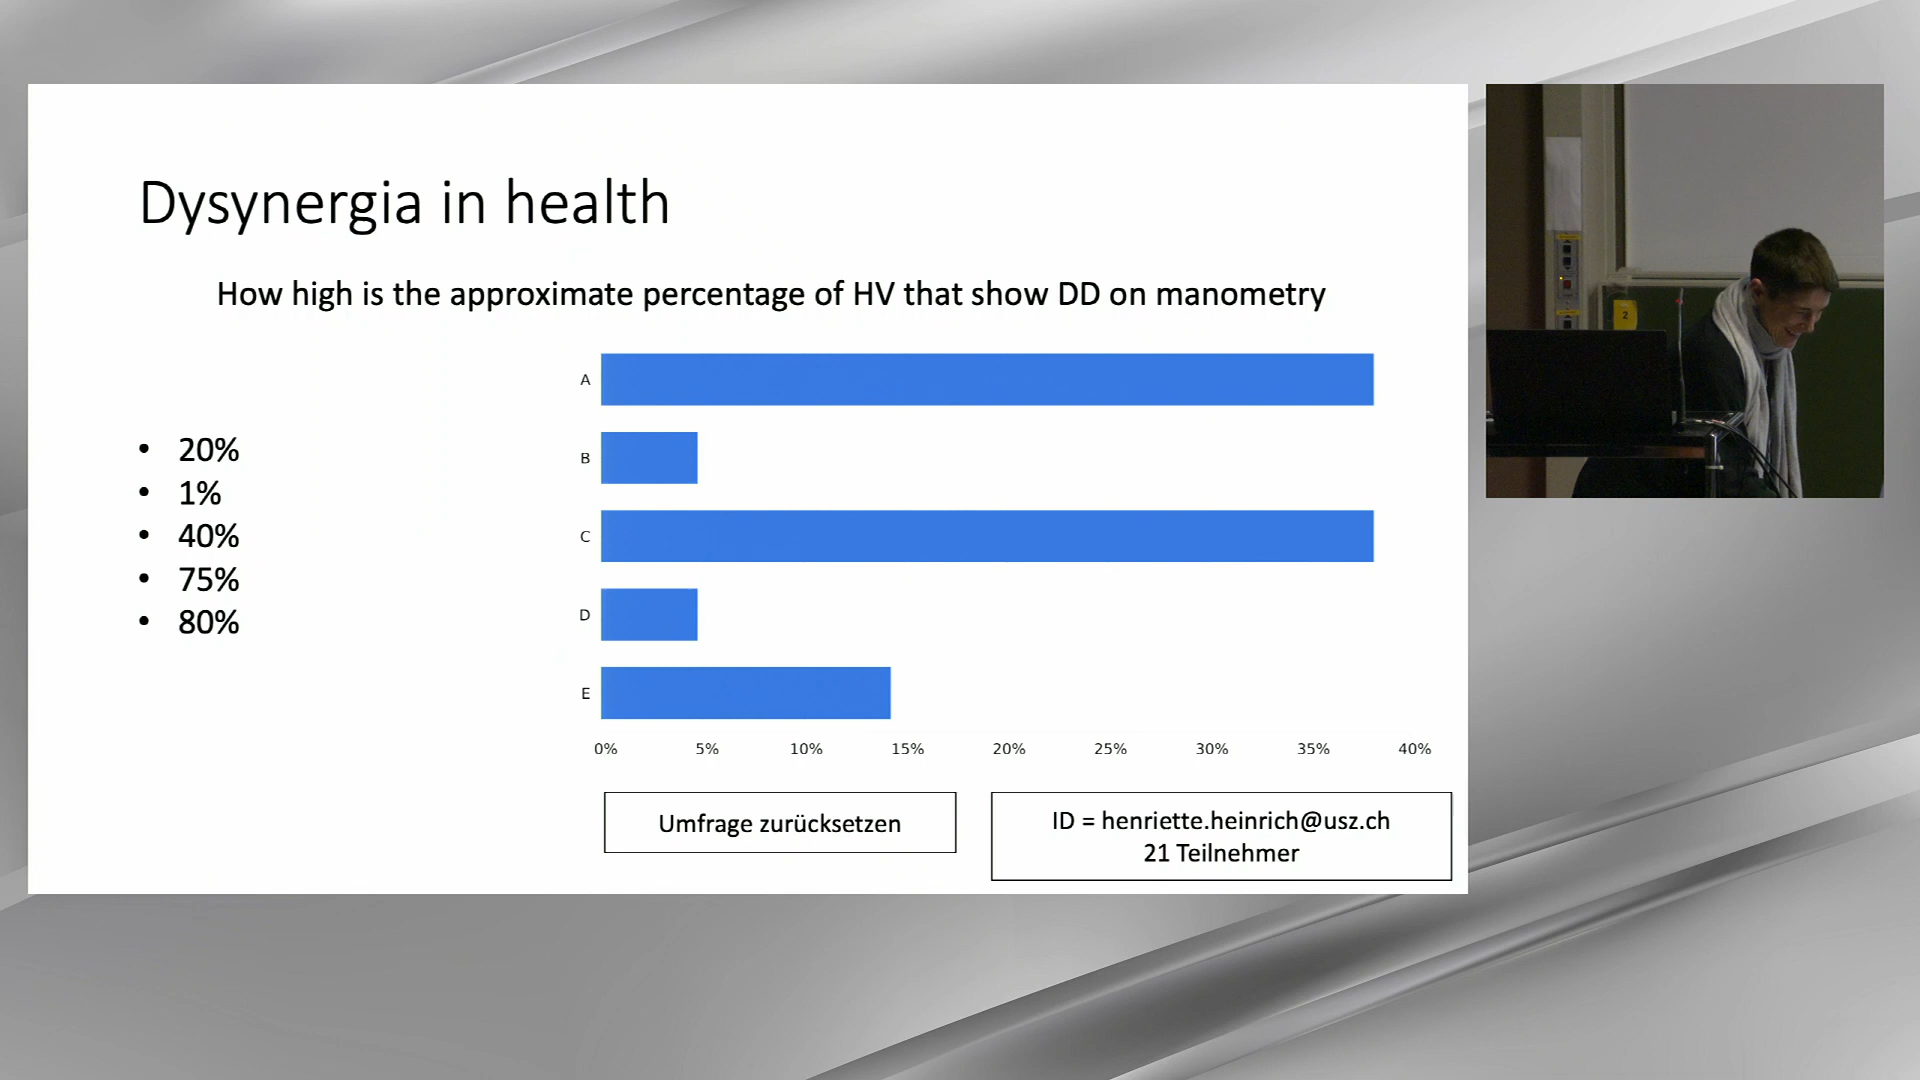 Dysynergia in health
How high is the approximate percentage of HV that show DD on manometry
• 20%
• 1%
• 40%
• 75%
• 80%
A
B
C
D
E
0% 5% 10% 15% 20% 25% 30% 35% 40%
Umfrage zurücksetzen
ID = henriette.heinrich@usz.ch
21 Teilnehmer
2